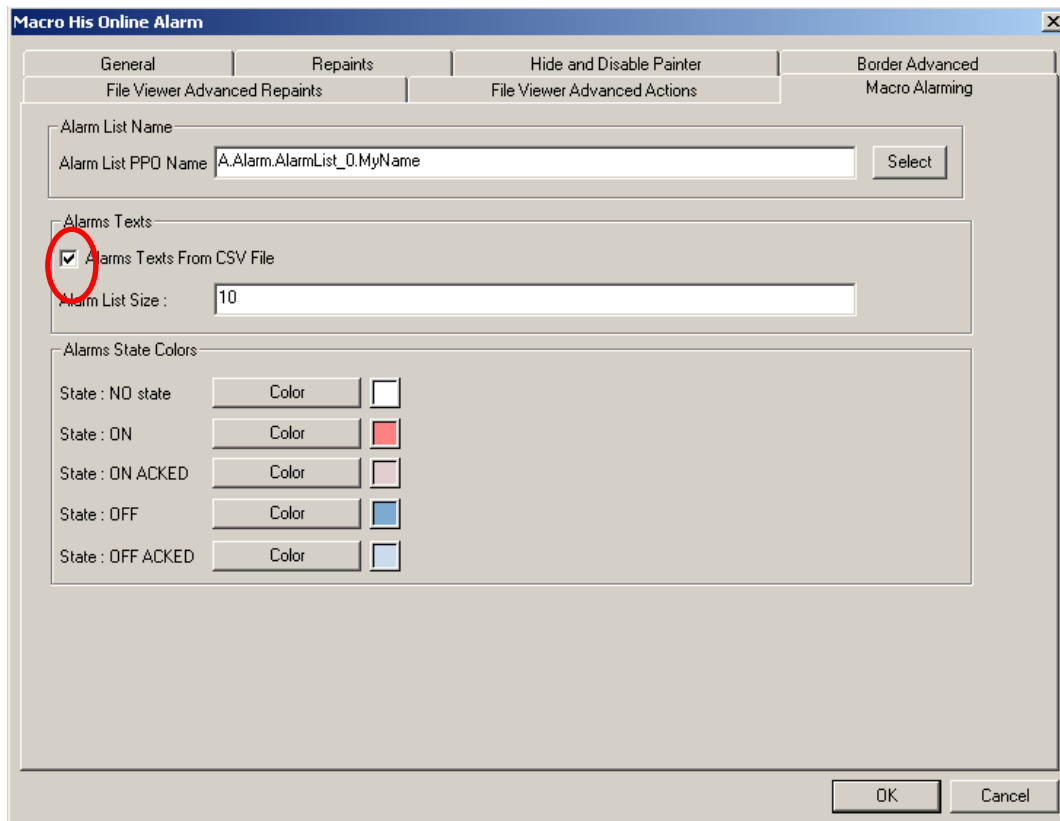 Macro His Online Alarm
General Repaints Hide and Disable Painter Border Advanced
File Viewer Advanced Repaints File Viewer Advanced Actions Macro Alarming
Alarm List Name
Alarm List PPO Name A.Alarm.AlarmList_0.MyName Select
Alarms Texts
Alarms Texts From CSV File
Alarm List Size : 10
Alarms State Colors
State : NO state Color
State : ON Color
State : ON ACKED Color
State : OFF Color
State : OFF ACKED Color
OK Cancel